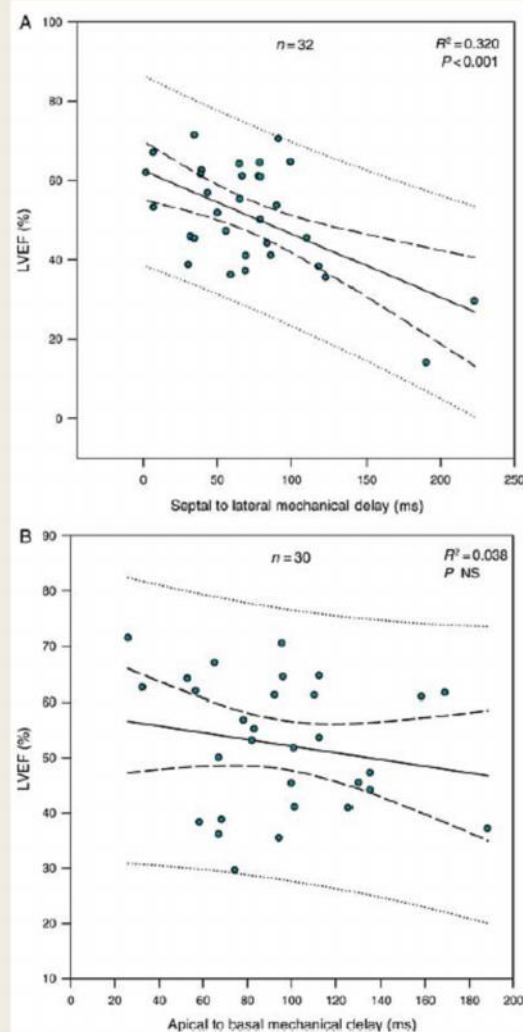 A
n=32
R²=0.320
P<0.001
100
80
60
40
20
0
LVEF (%)
0 50 100 150 200 250
Septal to lateral mechanical delay (ms)
B
n=30
R²=0.038
P NS
90
80
70
60
50
40
30
20
10
LVEF (%)
0 20 40 60 80 100 120 140 160 180 200
Apical to basal mechanical delay (ms)